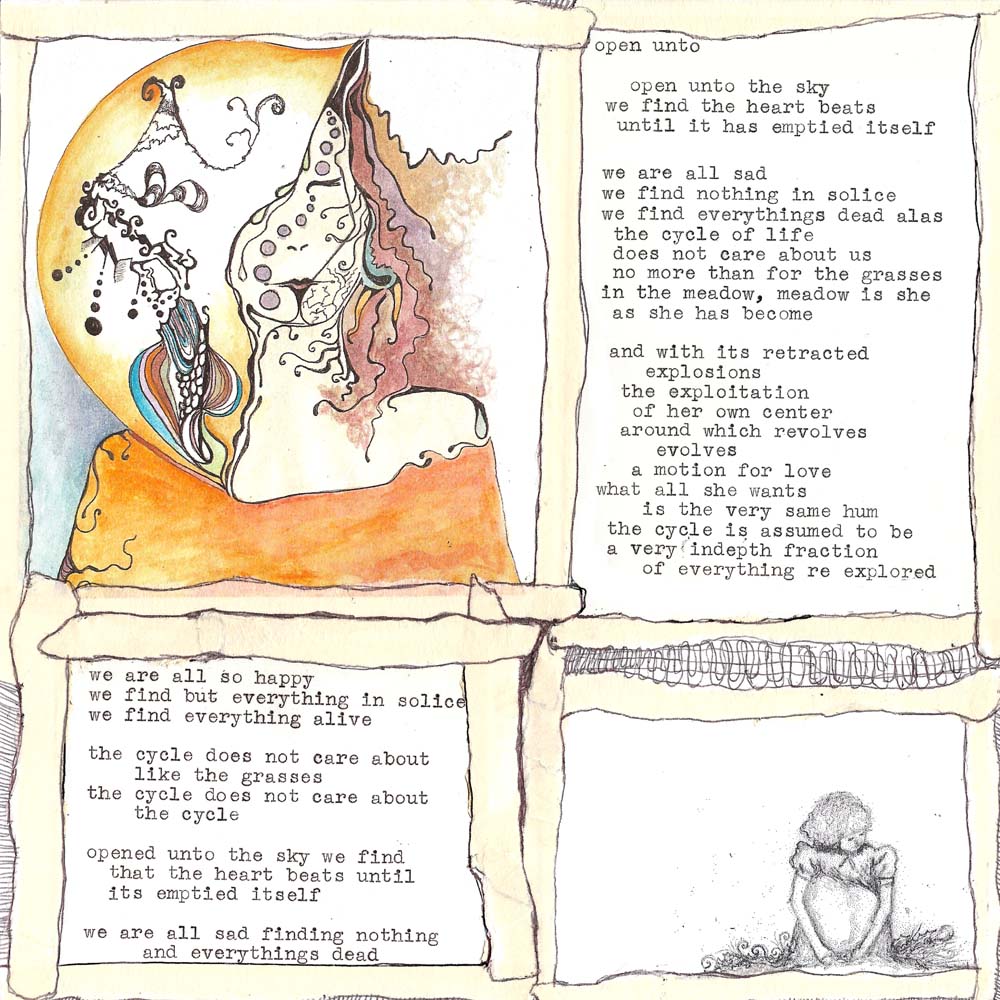 open unto
open unto the sky
we find the heart beats
until it has emptied itself
we are all sad
we find nothing in solice
we find everythings dead alas
the cycle of life
does not care about us
no more than for the grasses
in the meadow, meadow is she
as she has become
and with its retracted
explosions
the exploitation
of her own center
around which revolves
evolves
a motion for love
what all she wants
is the very same hum
the cycle is assumed to be
a very indepth fraction
of everything re explored
we are all so happy
we find but everything in solice
we find everything alive
the cycle does not care about
like the grasses
the cycle does not care about
the cycle
opened unto the sky we find
that the heart beats until
its emptied itself
we are all sad finding nothing
and everythings dead